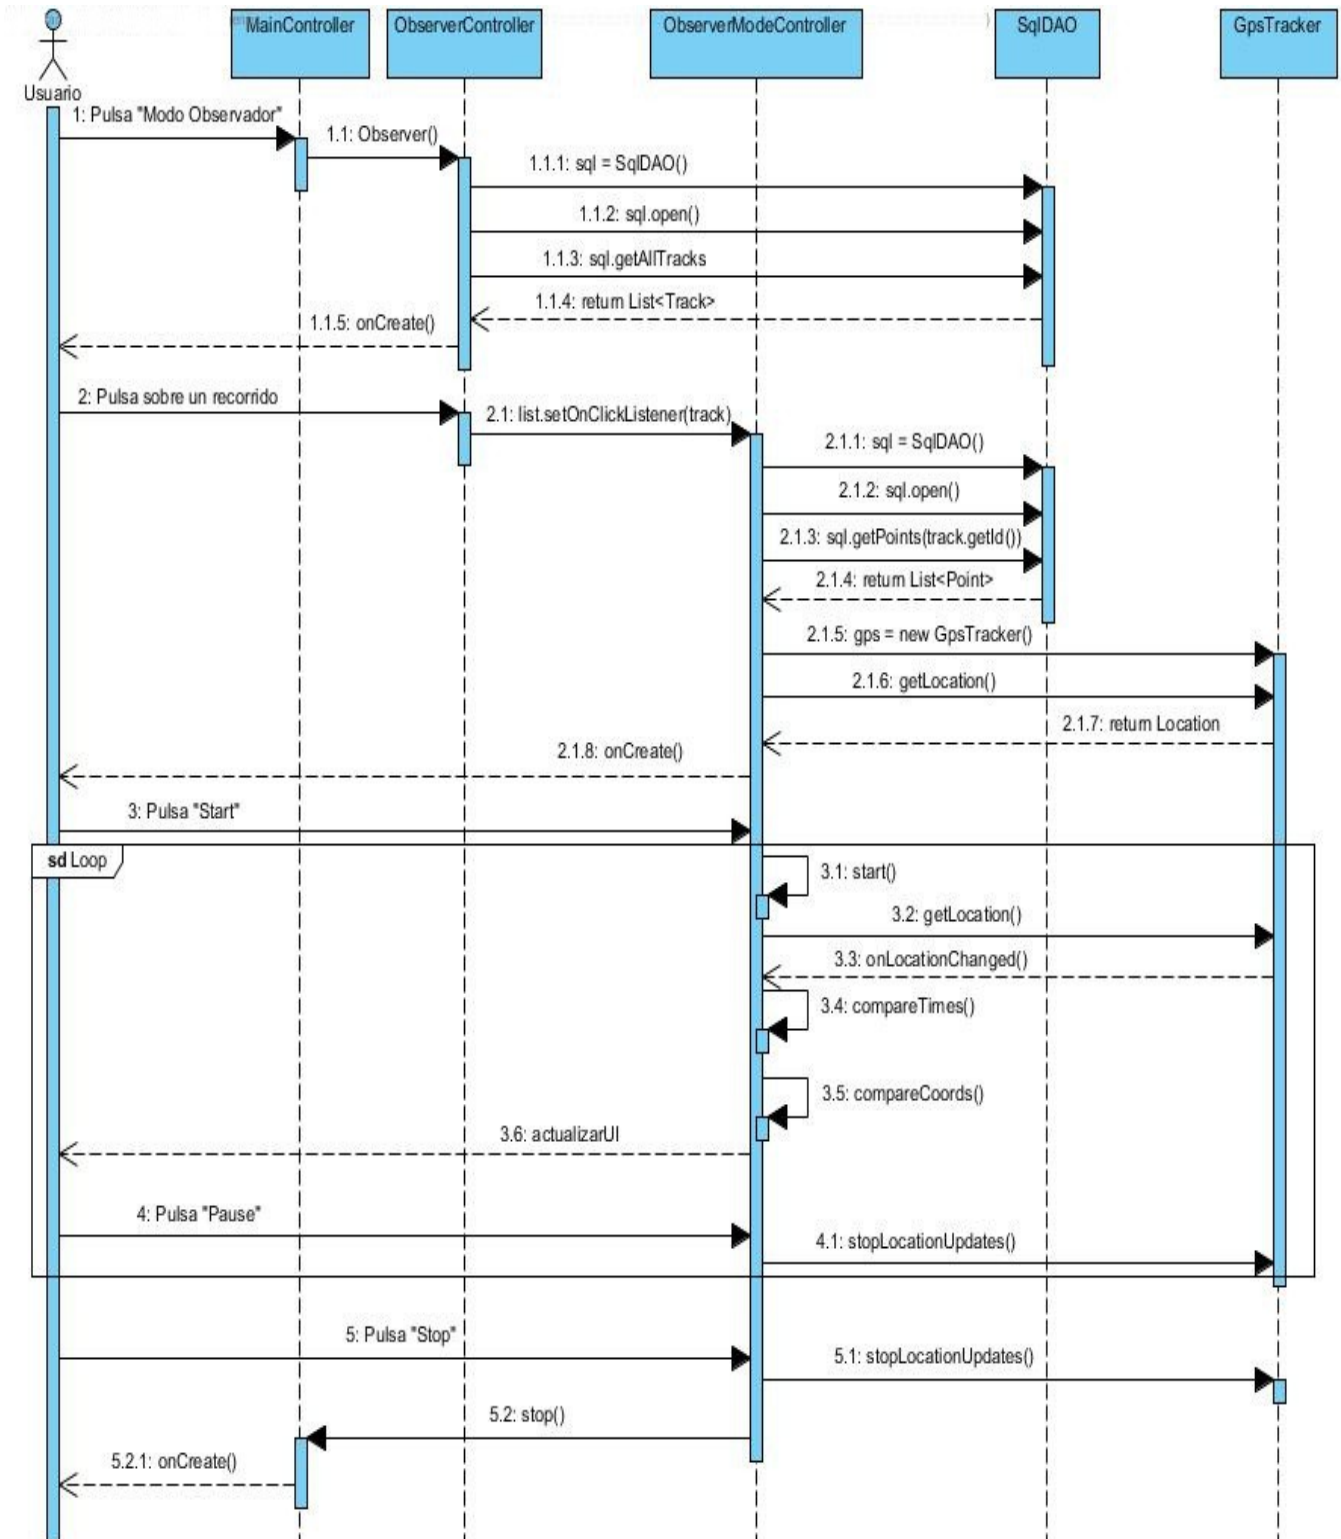 MainController
ObserverController
ObserverModeController
SqlDAO
GpsTracker
Usuario
1: Pulsa "Modo Observador"
1.1: Observer()
1.1.1: sql = SqlDAO()
1.1.2: sql.open()
1.1.3: sql.getAllTracks
1.1.4: return List<Track>
1.1.5: onCreate()
2: Pulsa sobre un recorrido
2.1: list.setOnClickListener(track)
2.1.1: sql = SqlDAO()
2.1.2: sql.open()
2.1.3: sql.getPoints(track.getId())
2.1.4: return List<Point>
2.1.5: gps = new GpsTracker()
2.1.6: getLocation()
2.1.7: return Location
2.1.8: onCreate()
3: Pulsa "Start"
sd Loop
3.1: start()
3.2: getLocation()
3.3: onLocationChanged()
3.4: compareTimes()
3.5: compareCoords()
3.6: actualizarUI
4: Pulsa "Pause"
4.1: stopLocationUpdates()
5: Pulsa "Stop"
5.1: stopLocationUpdates()
5.2: stop()
5.2.1: onCreate()